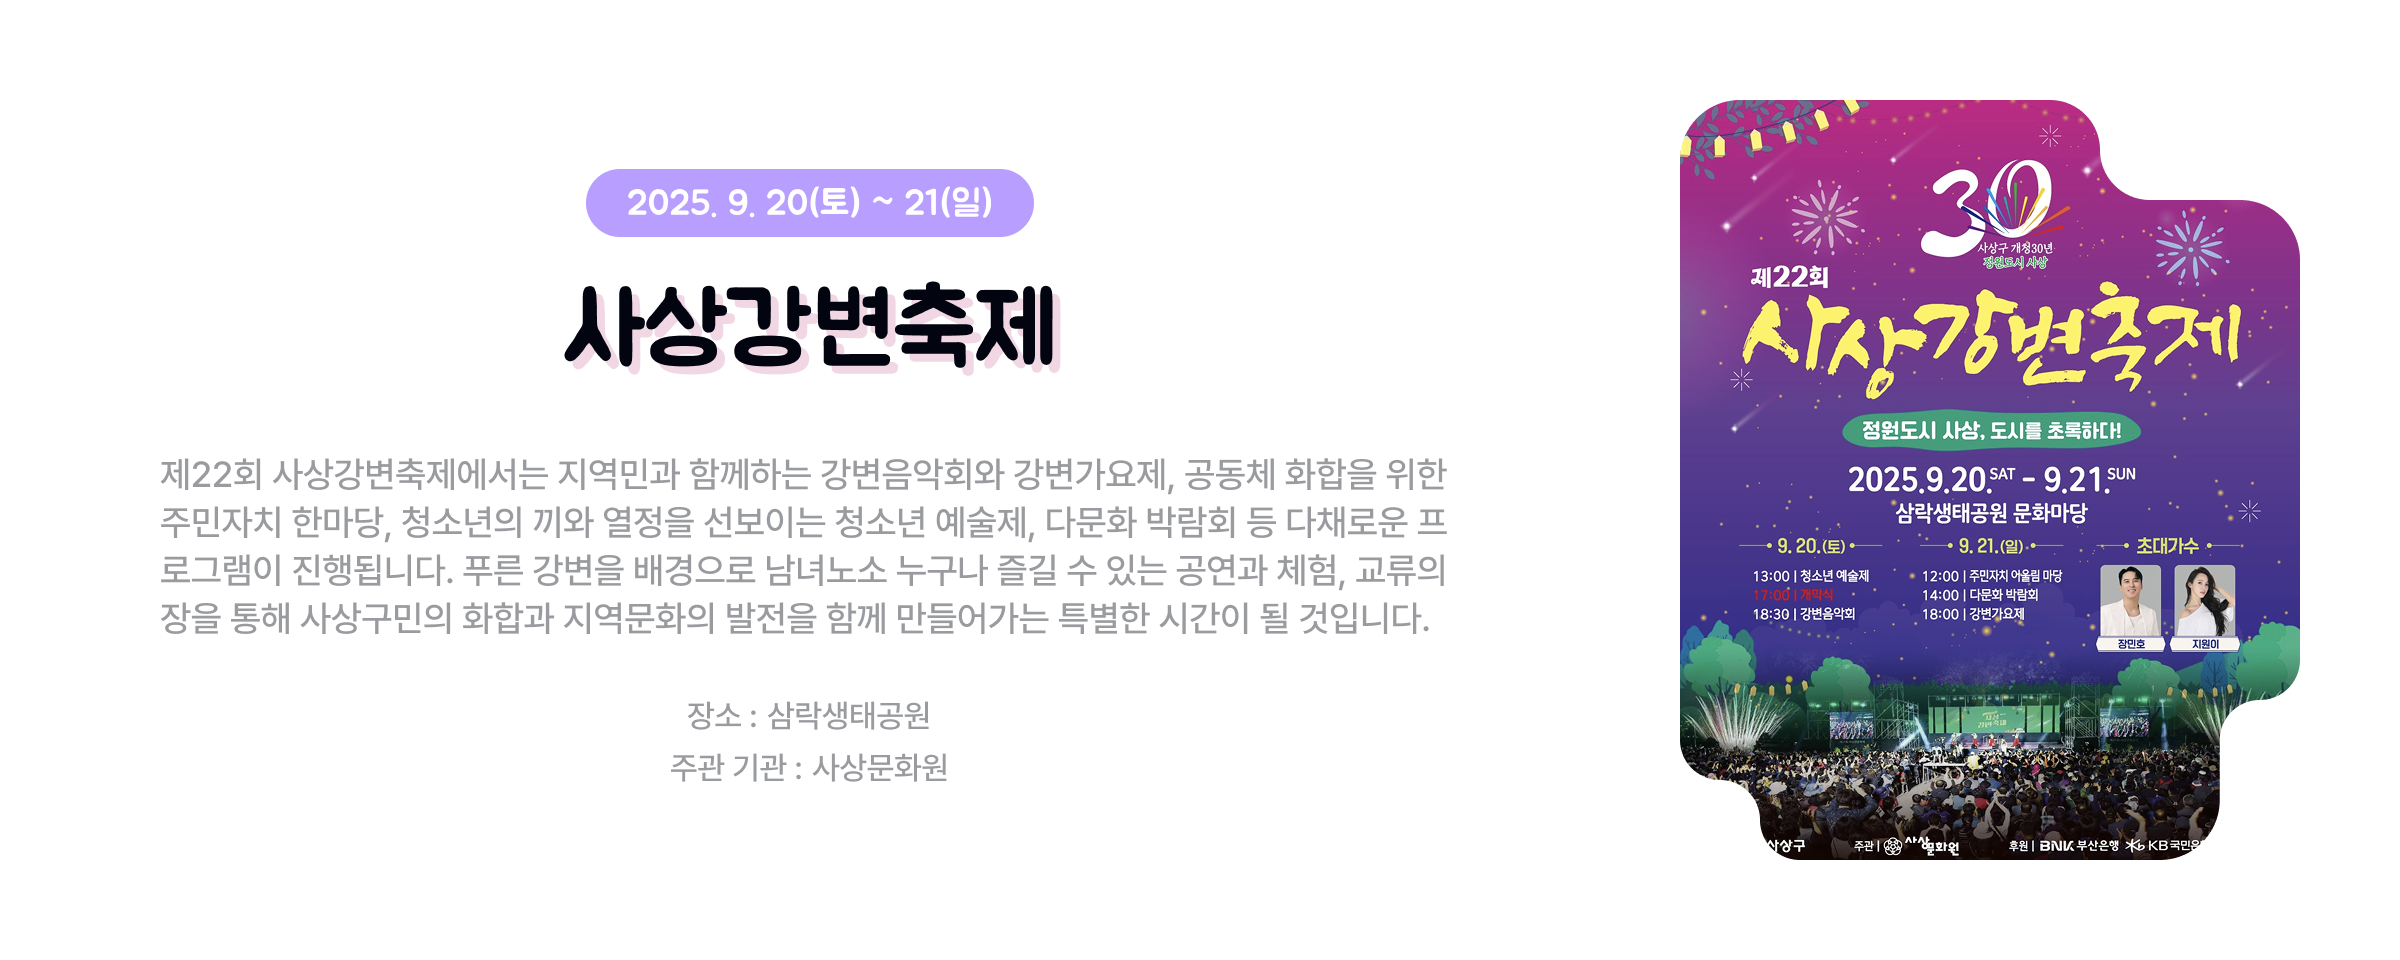 2025. 9. 20(토) ~ 21(일)
사상강변축제
제22회 사상강변축제에서는 지역민과 함께하는 강변음악회와 강변가요제, 공동체 화합을 위한
주민자치 한마당, 청소년의 끼와 열정을 선보이는 청소년 예술제, 다문화 박람회 등 다채로운 프
로그램이 진행됩니다. 푸른 강변을 배경으로 남녀노소 누구나 즐길 수 있는 공연과 체험, 교류의
장을 통해 사상구민의 화합과 지역문화의 발전을 함께 만들어가는 특별한 시간이 될 것입니다.
장소 : 삼락생태공원
주관 기관 : 사상문화원
30
사상구 개청30년
정원도시 사상
제22회
사상강변축제
정원도시 사상, 도시를 초록하다!
2025.9.20.SAT - 9.21.SUN
삼락생태공원 문화마당
9. 20.(토)
13:00 | 청소년 예술제
17:00 | 개막식
18:30 | 강변음악회
9. 21.(일)
12:00 | 주민자치 어울림 마당
14:00 | 다문화 박람회
18:00 | 강변가요제
초대가수
장민호
지원이
사상구
주관 | 사상문화원
후원 | BNK 부산은행 KB국민은